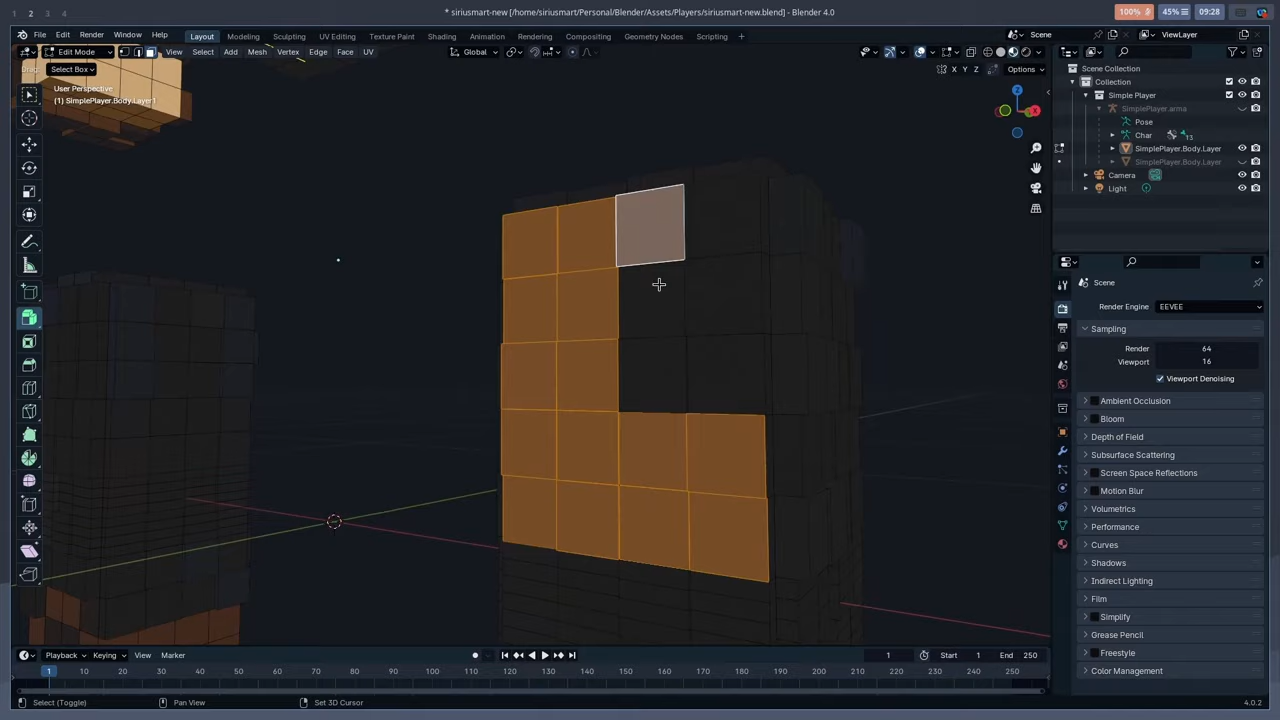 1 2 3 4
* siriusmart-new [/home/siriusmart/Personal/Blender/Assets/Players/siriusmart-new.blend] - Blender 4.0
100% 45% 09:28
File Edit Render Window Help
Layout Modeling Sculpting UV Editing Texture Paint Shading Animation Rendering Compositing Geometry Nodes Scripting +
Scene ViewLayer
Edit Mode View Select Add Mesh Vertex Edge Face UV
Global
Drag: Select Box
X Y Z Options
User Perspective
(1) SimplePlayer.Body.Layer1
Scene Collection
Collection
Simple Player
SimplePlayer.arma
Pose
Char
SimplePlayer.Body.Layer
SimplePlayer.Body.Layer
Camera
Light
Z
X
Scene
Render Engine EEVEE
Sampling
Render 64
Viewport 16
Viewport Denoising
Ambient Occlusion
Bloom
Depth of Field
Subsurface Scattering
Screen Space Reflections
Motion Blur
Volumetrics
Performance
Curves
Shadows
Indirect Lighting
Film
Simplify
Grease Pencil
Freestyle
Color Management
Playback Keying View Marker
1 Start 1 End 250
1 10 20 30 40 50 60 70 80 90 100 110 120 130 140 150 160 170 180 190 200 210 220 230 240 250
Select (Toggle) Pan View Set 3D Cursor 4.0.2